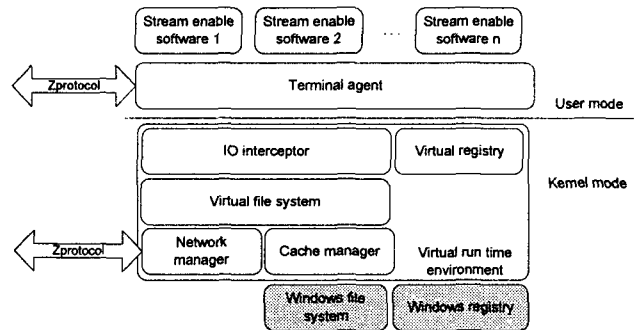 Stream enable
software 1
Stream enable
software 2
...
Stream enable
software n
Zprotocol
Terminal agent
User mode
IO interceptor
Virtual registry
Kernel mode
Virtual file system
Zprotocol
Network
manager
Cache manager
Virtual run time
environment
Windows file
system
Windows registry